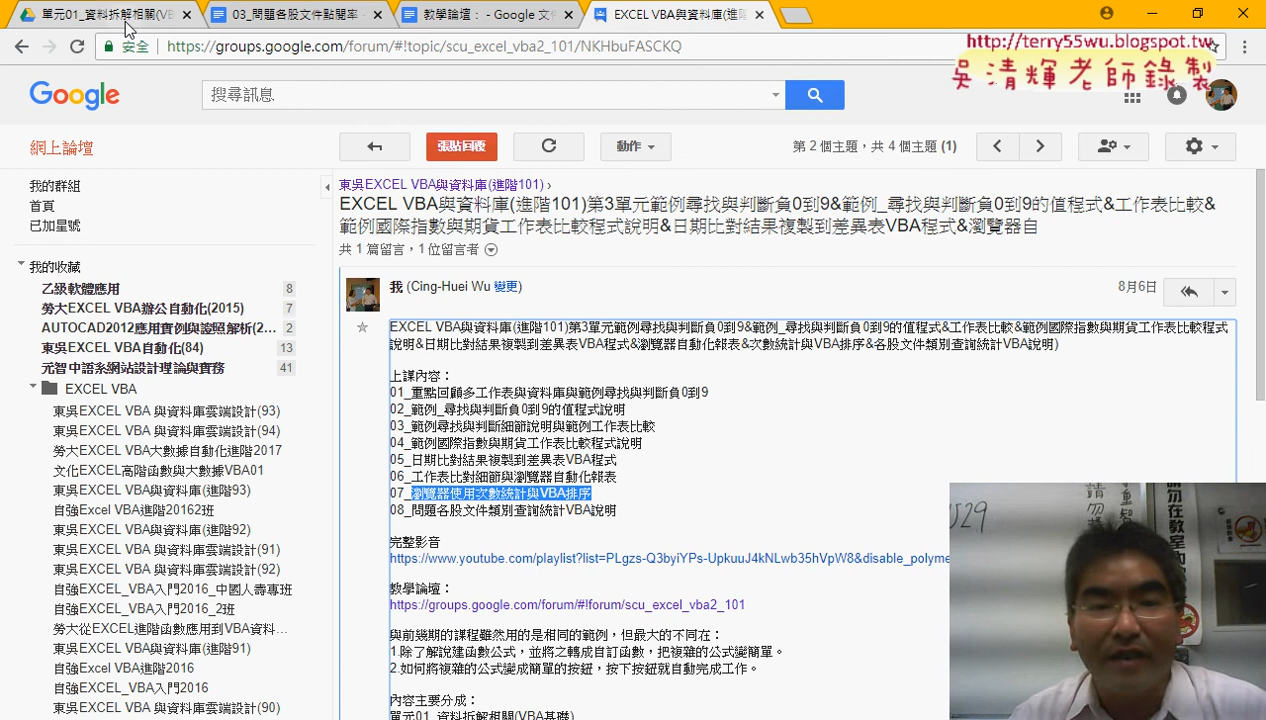 單元01_資料拆解相關(VB
03_問題各股文件點閱率 -
教學論壇： - Google 文
EXCEL VBA與資料庫(進
安全 https://groups.google.com/forum/#!topic/scu_excel_vba2_101/NKHbuFASCKQ
http://terry55wu.blogspot.tw
吳清輝老師錄製
Google
搜尋訊息
網上論壇
張貼回覆
動作
第 2 個主題，共 4 個主題 (1)
我的群組
首頁
已加星號
我的收藏
乙級軟體應用 8
勞大EXCEL VBA辦公自動化(2015) 7
AUTOCAD2012應用實例與證照解析(2... 2
東吳EXCEL VBA自動化(84) 13
元智中語系網站設計理論與實務 41
EXCEL VBA
東吳EXCEL VBA 與資料庫雲端設計(93)
東吳EXCEL VBA 與資料庫雲端設計(94)
勞大EXCEL VBA大數據自動化進階2017
文化EXCEL高階函數與大數據VBA01
東吳EXCEL VBA與資料庫(進階93)
自強Excel VBA進階20162班
東吳EXCEL VBA與資料庫(進階92)
東吳EXCEL VBA與資料庫雲端設計(91)
東吳EXCEL VBA與資料庫雲端設計(92)
自強EXCEL_VBA入門2016_中國人壽專班
自強EXCEL_VBA入門2016_2班
勞大從EXCEL進階函數應用到VBA資料...
東吳EXCEL VBA與資料庫(進階91)
自強Excel VBA進階2016
自強EXCEL_VBA入門2016
東吳EXCEL VBA與資料庫雲端設計(90)
東吳EXCEL VBA與資料庫(進階101) ›
EXCEL VBA與資料庫(進階101)第3單元範例尋找與判斷負0到9&範例_尋找與判斷負0到9的值程式&工作表比較&
範例國際指數與期貨工作表比較程式說明&日期比對結果複製到差異表VBA程式&瀏覽器自
共 1 篇留言，1 位留言者
我 (Cing-Huei Wu 變更)
8月6日
EXCEL VBA與資料庫(進階101)第3單元範例尋找與判斷負0到9&範例_尋找與判斷負0到9的值程式&工作表比較&範例國際指數與期貨工作表比較程式
說明&日期比對結果複製到差異表VBA程式&瀏覽器自動化報表&次數統計與VBA排序&各股文件類別查詢統計VBA說明)
上課內容：
01_重點回顧多工作表與資料庫與範例尋找與判斷負0到9
02_範例_尋找與判斷負0到9的值程式說明
03_尋找與判斷細節說明與範例工作表比較
04_範例國際指數與期貨工作表比較程式說明
05_日期比對結果複製到差異表VBA程式
06_工作表比對細節與瀏覽器自動化報表
07_瀏覽器使用次數統計與VBA排序
08_問題各股文件類別查詢統計VBA說明
完整影音
https://www.youtube.com/playlist?list=PLgzs-Q3byiYPs-UpkuuJ4kNLwb35hVpW8&disable_polyme
教學論壇：
https://groups.google.com/forum/#!forum/scu_excel_vba2_101
與前幾期的課程雖然用的是相同的範例，但最大的不同在：
1.除了解說建函數公式，並將之轉成自訂函數，把複雜的公式變簡單。
2.如何將複雜的公式變成簡單的按鈕，按下按鈕就自動完成工作。
內容主要分成：
單元01_資料拆解相關(VBA基礎)